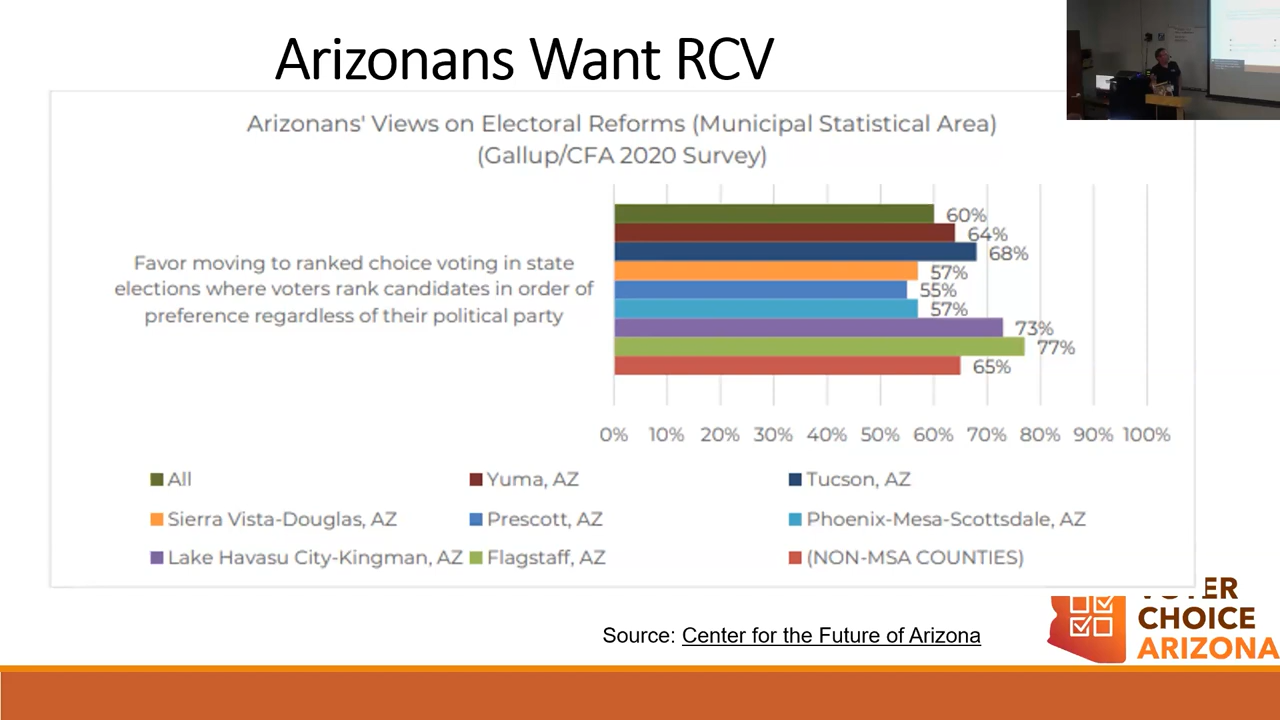 Arizonans Want RCV
Arizonans' Views on Electoral Reforms (Municipal Statistical Area)
(Gallup/CFA 2020 Survey)
Favor moving to ranked choice voting in state
elections where voters rank candidates in order of
preference regardless of their political party
60%
64%
68%
57%
55%
57%
73%
77%
65%
0% 10% 20% 30% 40% 50% 60% 70% 80% 90% 100%
All Yuma, AZ Tucson, AZ
Sierra Vista-Douglas, AZ Prescott, AZ Phoenix-Mesa-Scottsdale, AZ
Lake Havasu City-Kingman, AZ Flagstaff, AZ (NON-MSA COUNTIES)
Source: Center for the Future of Arizona
VOTER
CHOICE
ARIZONA